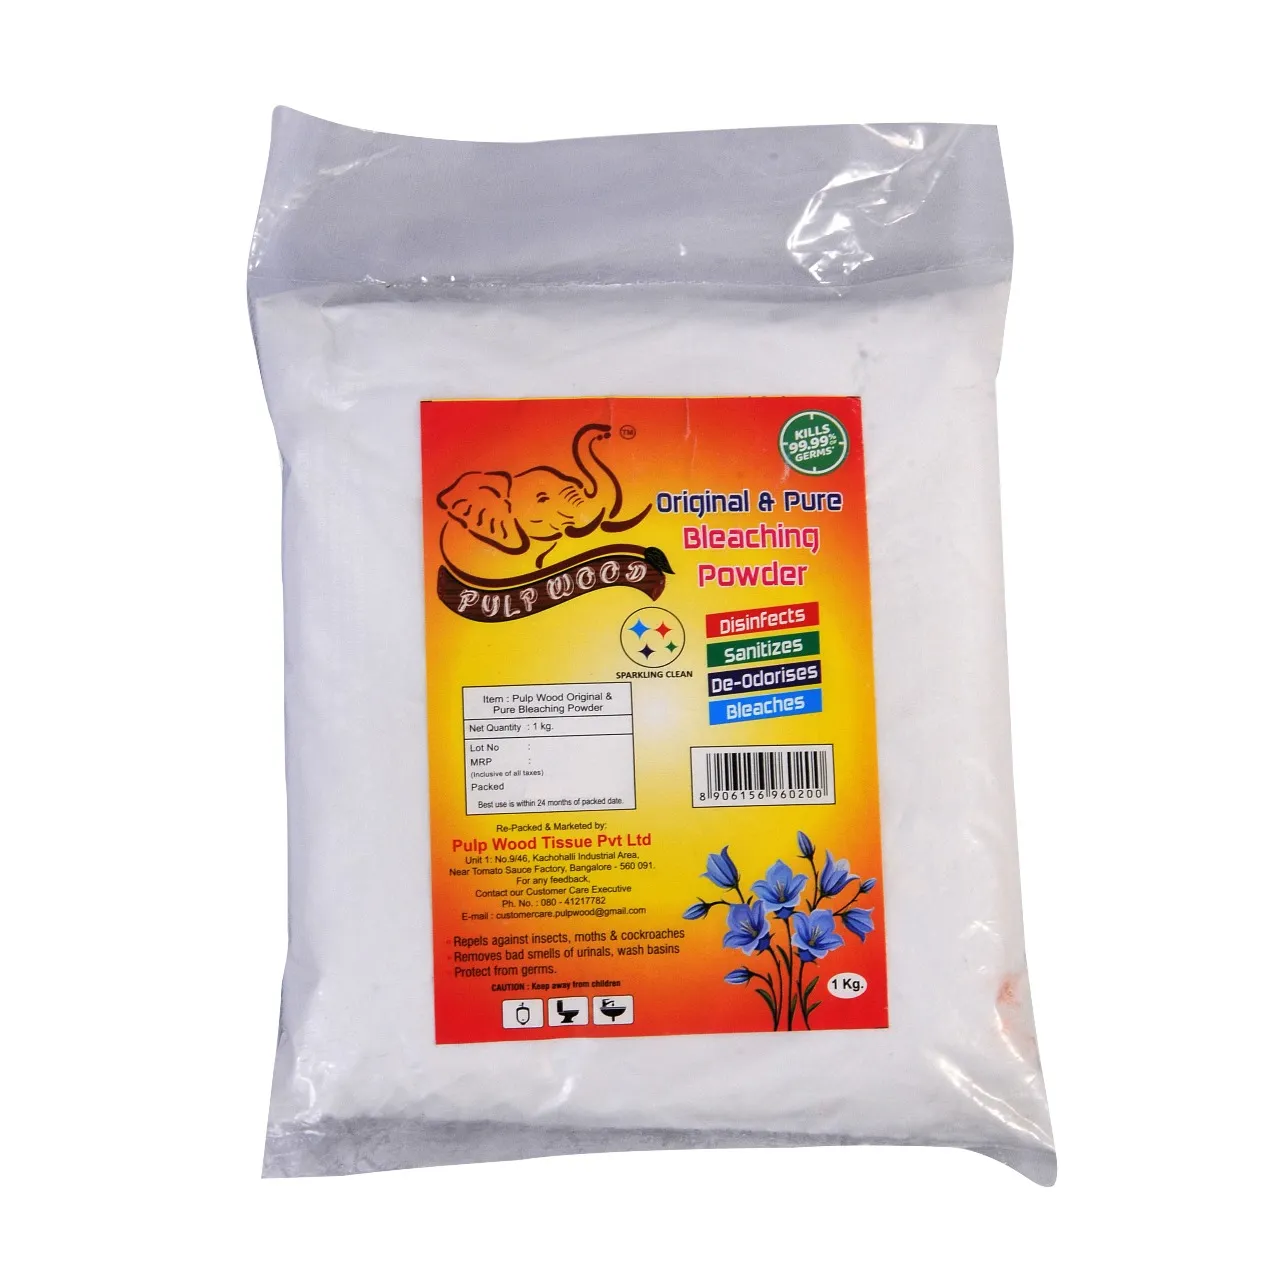 TM
KILLS
99.99% OF
GERMS*
Original & Pure
Bleaching
Powder
PULP WOOD
SPARKLING CLEAN
Disinfects
Sanitizes
De-Odorises
Bleaches
Item : Pulp Wood Original &
Pure Bleaching Powder
Net Quantity : 1 kg.
Lot No :
MRP :
(Inclusive of all taxes)
Packed
Best use is within 24 months of packed date.
8 906156 960200
Re-Packed & Marketed by:
Pulp Wood Tissue Pvt Ltd
Unit 1: No.9/46, Kachohalli Industrial Area,
Near Tomato Sauce Factory, Bangalore - 560 091.
For any feedback,
Contact our Customer Care Executive
Ph. No. : 080 - 41217782
E-mail : customercare.pulpwood@gmail.com
Repels against insects, moths & cockroaches
Removes bad smells of urinals, wash basins
Protect from germs.
CAUTION : Keep away from children
1 Kg.